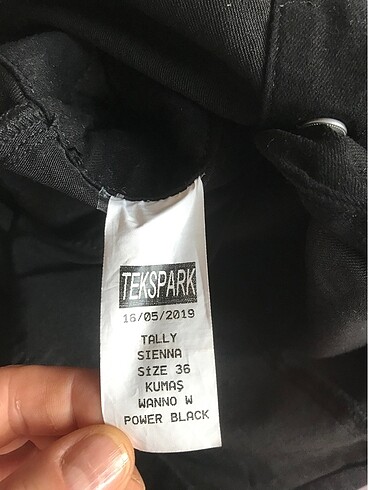 TEKSPARK
16/05/2019
TALLY
SIENNA
SİZE 36
KUMAŞ
WANNO W
POWER BLACK